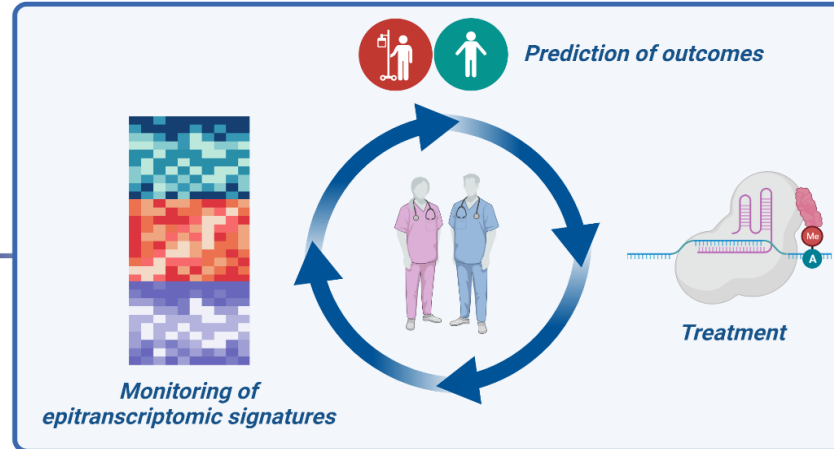 Prediction of outcomes
Me
A
Treatment
Monitoring of
epitranscriptomic signatures